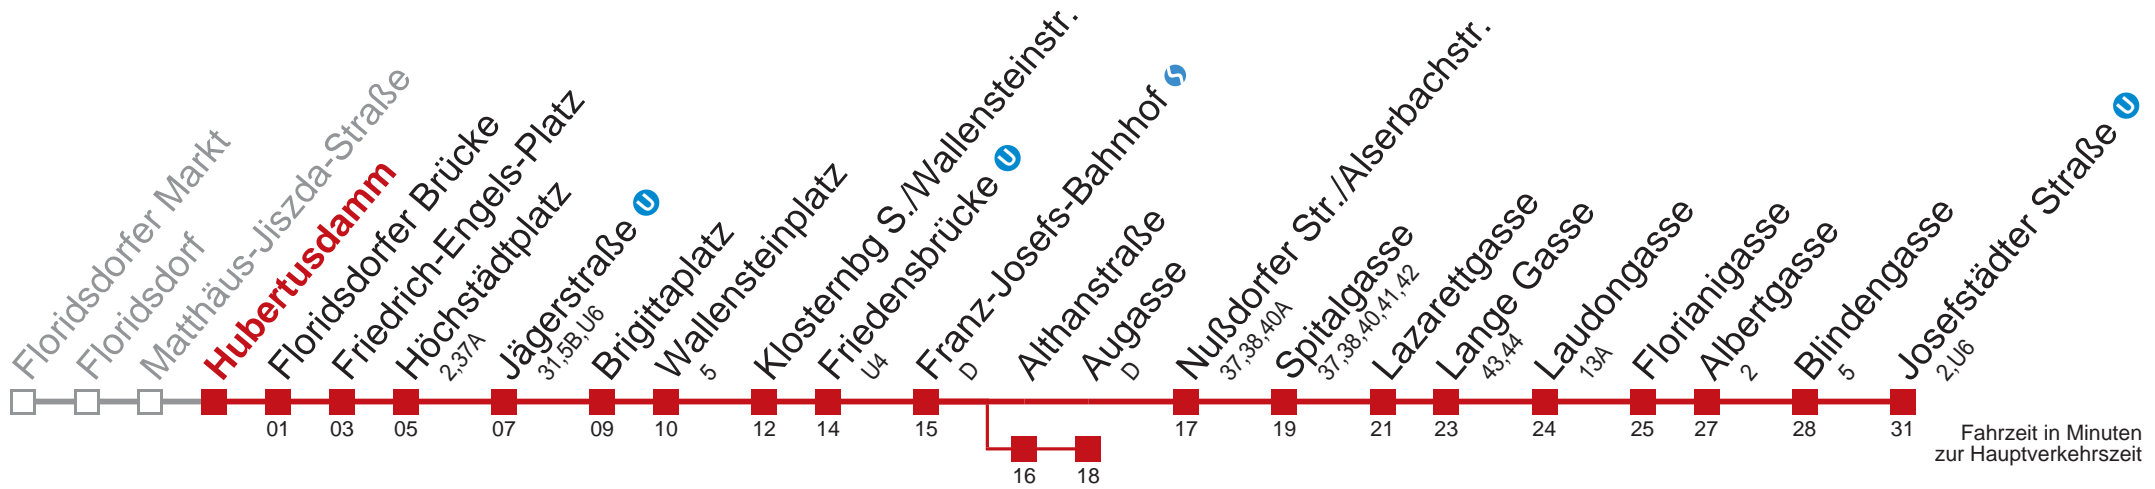 Floridsdorfer Markt
Floridsdorf
Matthäus-Jiszda-Straße
Hubertusdamm
Floridsdorfer Brücke
01
Friedrich-Engels-Platz
03
Höchstädtplatz
2,37A
05
Jägerstraße U
31,5B,U6
07
Brigittaplatz
09
Wallensteinplatz
5
10
Klosternbg S./Wallensteinstr.
12
Friedensbrücke U
U4
14
Franz-Josefs-Bahnhof S
D
15
Althanstraße
16
Augasse
D
18
Nußdorfer Str./Alserbachstr.
37,38,40A
17
Spitalgasse
37,38,40,41,42
19
Lazarettgasse
21
Lange Gasse
43,44
23
Laudongasse
13A
24
Florianigasse
25
Albertgasse
2
27
Blindengasse
5
28
Josefstädter Straße U
2,U6
31
Fahrzeit in Minuten
zur Hauptverkehrszeit